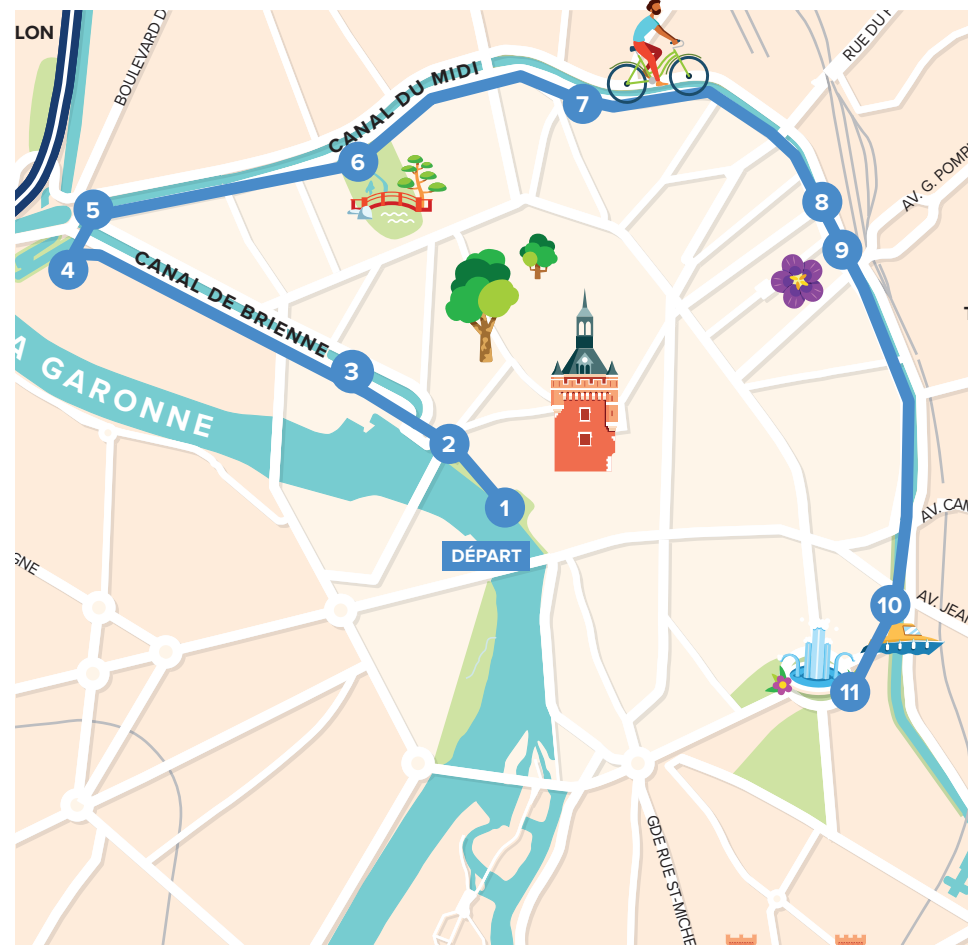 LON
BOULEVARD D
RUE DU F
CANAL DU MIDI
7
6
AV. G. POMP
5
8
9
4
CANAL DE BRIENNE
3
A GARONNE
2
1
AV. CAM
DÉPART
GNE
10
AV. JEA
11
GDE RUE ST-MICHE